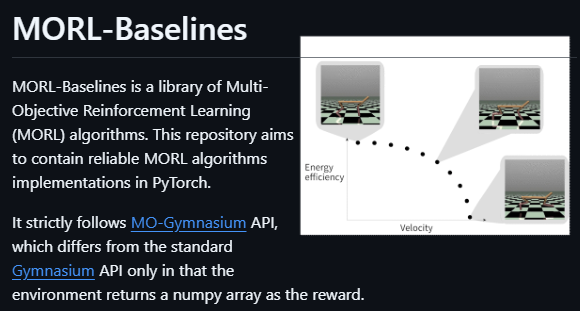 MORL-Baselines
MORL-Baselines is a library of Multi-
Objective Reinforcement Learning
(MORL) algorithms. This repository aims
to contain reliable MORL algorithms
implementations in PyTorch.
It strictly follows MO-Gymnasium API,
which differs from the standard
Gymnasium API only in that the
environment returns a numpy array as the reward.
Energy
efficiency
Velocity